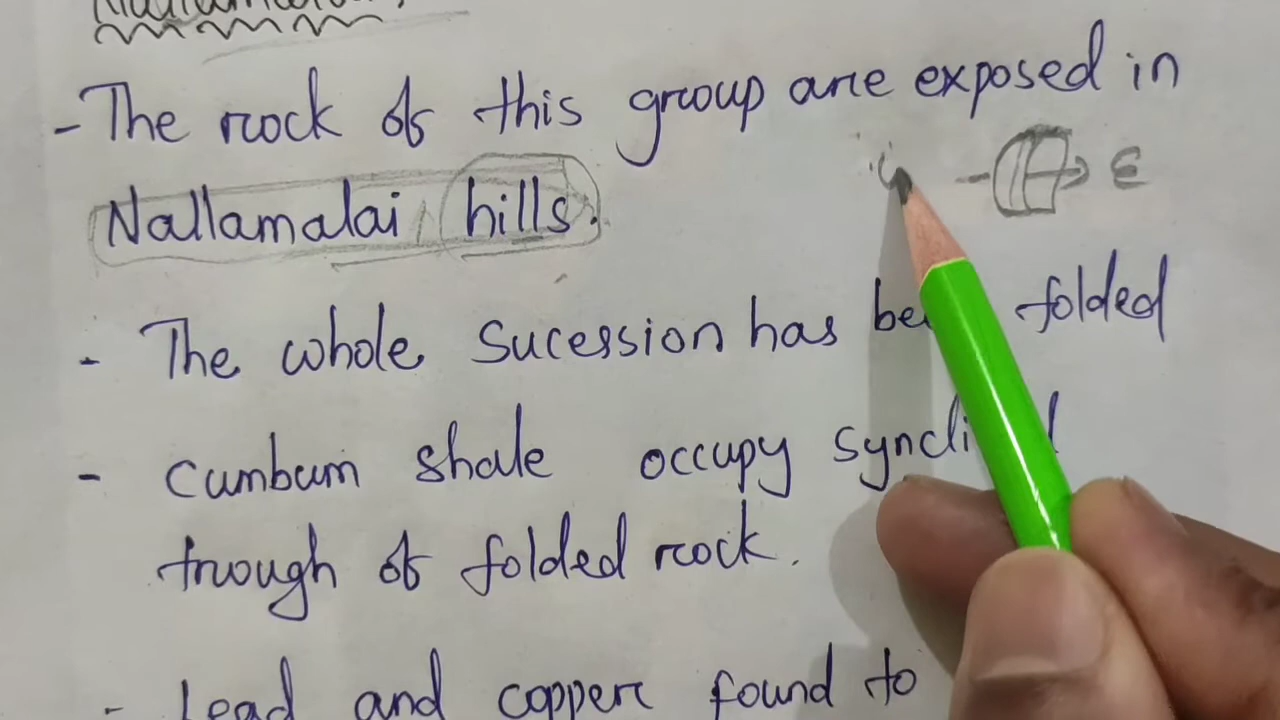 - The rock of this group are exposed in
Nallamalai hills.
ε
- The whole Sucession has folded
- Cumbum shale occupy
trough of folded rock.
- Lead and copper found to